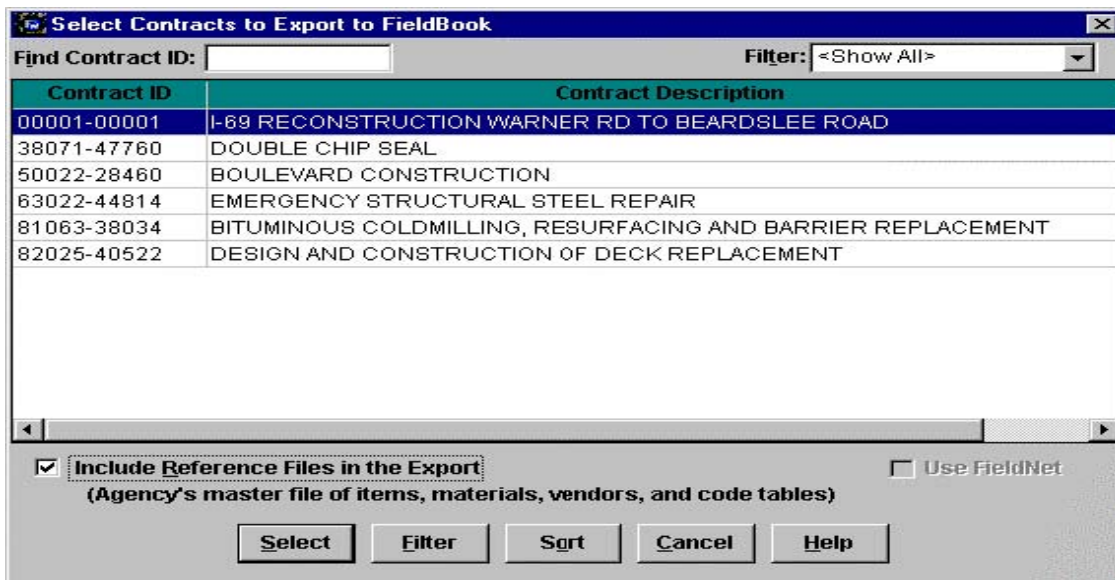 Select Contracts to Export to FieldBook
Find Contract ID: Filter: <Show All>
Contract ID Contract Description
00001-00001 I-69 RECONSTRUCTION WARNER RD TO BEARDSLEE ROAD
38071-47760 DOUBLE CHIP SEAL
50022-28460 BOULEVARD CONSTRUCTION
63022-44814 EMERGENCY STRUCTURAL STEEL REPAIR
81063-38034 BITUMINOUS COLDMILLING, RESURFACING AND BARRIER REPLACEMENT
82025-40522 DESIGN AND CONSTRUCTION OF DECK REPLACEMENT
Include Reference Files in the Export Use FieldNet
(Agency's master file of items, materials, vendors, and code tables)
Select Filter Sort Cancel Help